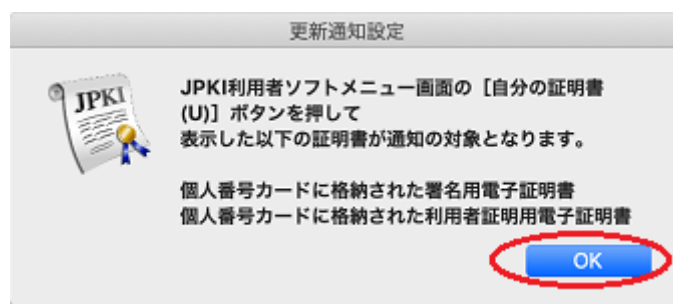 更新通知設定
JPKI
JPKI利用者ソフトメニュー画面の［自分の証明書
(U)］ボタンを押して
表示した以下の証明書が通知の対象となります。
個人番号カードに格納された署名用電子証明書
個人番号カードに格納された利用者証明用電子証明書
OK